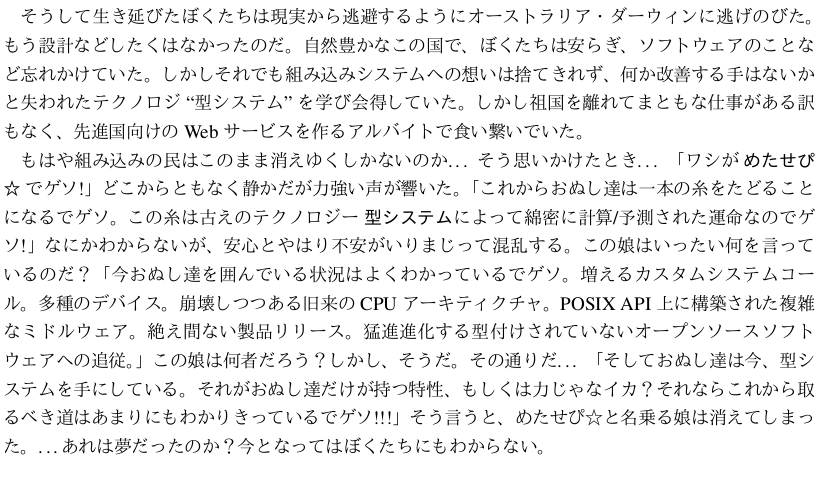 そうして生き延びたぼくたちは現実から逃避するようにオーストラリア・ダーウィンに逃げのびた。
もう設計などしたくはなかったのだ。自然豊かなこの国で、ぼくたちは安らぎ、ソフトウェアのことな
ど忘れかけていた。しかしそれでも組み込みシステムへの想いは捨てきれず、何か改善する手はないか
と失われたテクノロジ “型システム” を学び会得していた。しかし祖国を離れてまともな仕事がある訳
もなく、先進国向けの Web サービスを作るアルバイトで食い繋いでいた。
もはや組み込みの民はこのまま消えゆくしかないのか... そう思いかけたとき... 「ワシが めたせぴ
☆ でゲソ!」どこからともなく静かだが力強い声が響いた。「これからおぬし達は一本の糸をたどること
になるでゲソ。この糸は古えのテクノロジー 型システムによって綿密に計算/予測された運命なのでゲ
ソ!」なにかわからないが、安心とやはり不安がいりまじって混乱する。この娘はいったい何を言って
いるのだ？「今おぬし達を囲んでいる状況はよくわかっているでゲソ。増えるカスタムシステムコー
ル。多種のデバイス。崩壊しつつある旧来の CPU アーキティクチャ。POSIX API 上に構築された複雑
なミドルウェア。絶え間ない製品リリース。猛進進化する型付けされていないオープンソースソフト
ウェアへの追従。」この娘は何者だろう？しかし、そうだ。その通りだ... 「そしておぬし達は今、型シ
ステムを手にしている。それがおぬし達だけが持つ特性、もしくは力じゃなイカ？それならこれから取
るべき道はあまりにもわかりきっているでゲソ!!!」そう言うと、めたせぴ☆と名乗る娘は消えてしまっ
た。... あれは夢だったのか？今となってはぼくたちにもわからない。